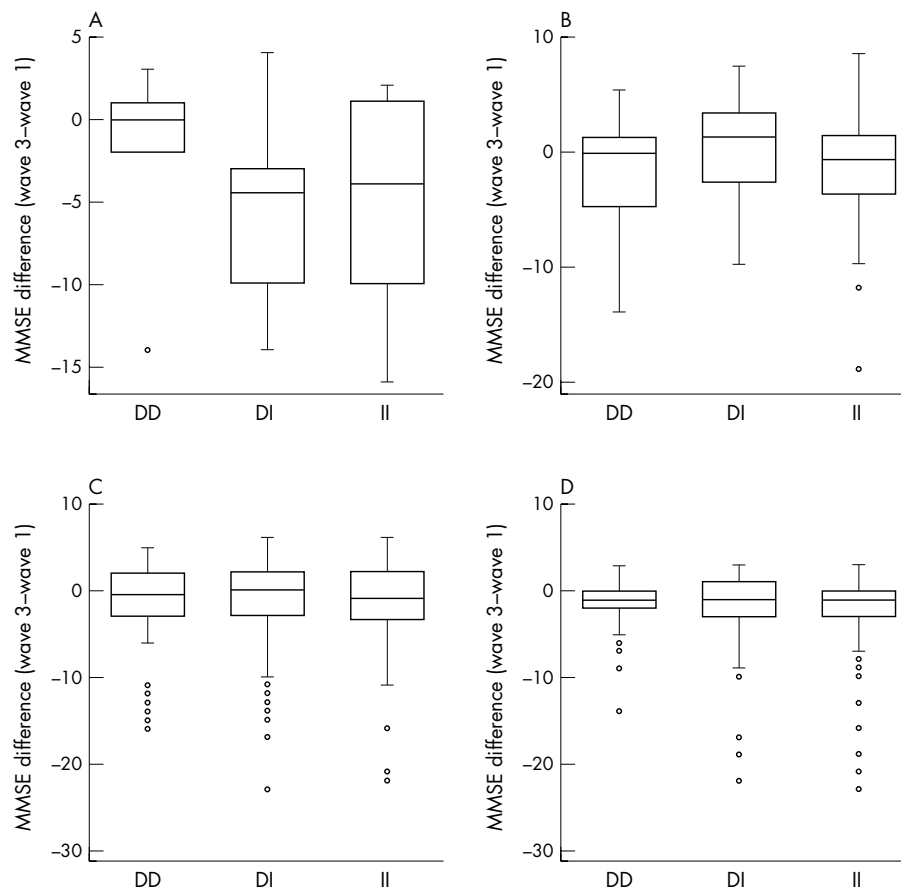 A
MMSE difference (wave 3–wave 1)
5
0
–5
–10
–15
DD
DI
II
B
MMSE difference (wave 3–wave 1)
10
0
–10
–20
DD
DI
II
C
MMSE difference (wave 3–wave 1)
10
0
–10
–20
–30
DD
DI
II
D
MMSE difference (wave 3–wave 1)
10
0
–10
–20
–30
DD
DI
II